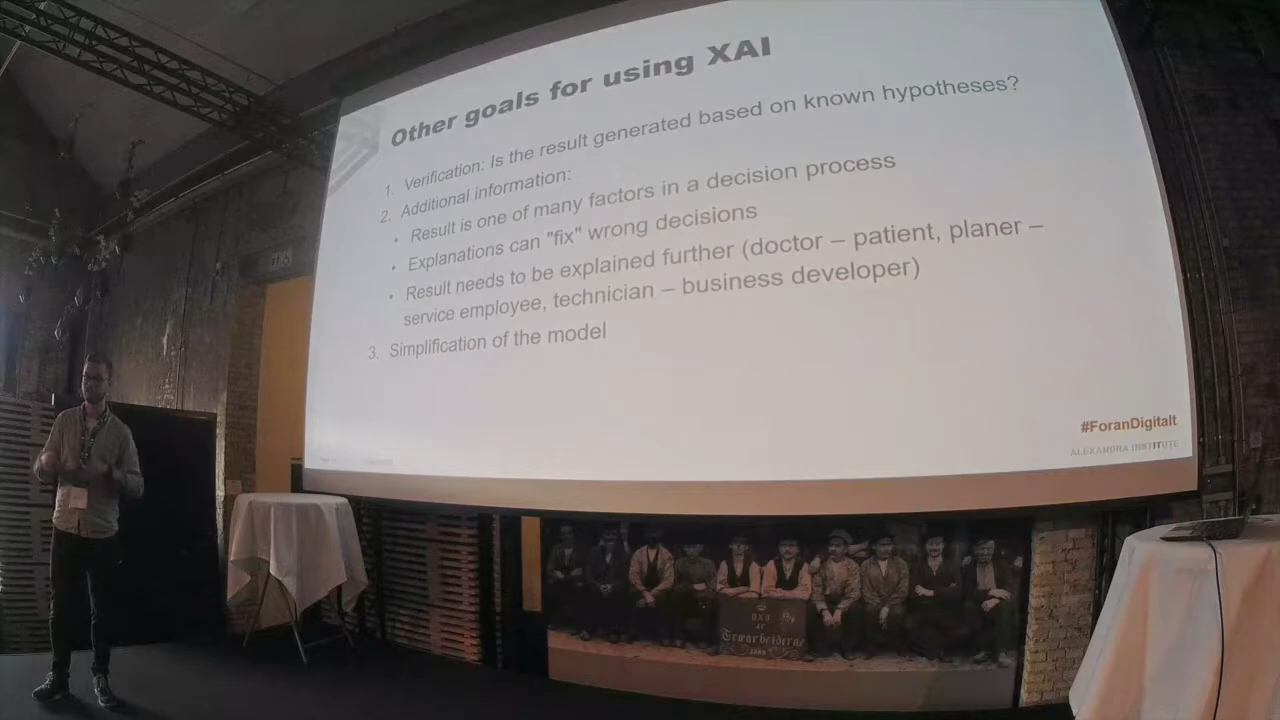 Other goals for using XAI
1. Verification: Is the result generated based on known hypotheses?
2. Additional information:
• Result is one of many factors in a decision process
• Explanations can "fix" wrong decisions
• Result needs to be explained further (doctor – patient, planer –
service employee, technician – business developer)
3. Simplification of the model
#ForanDigitalt
ALEXANDRA INSTITUTE